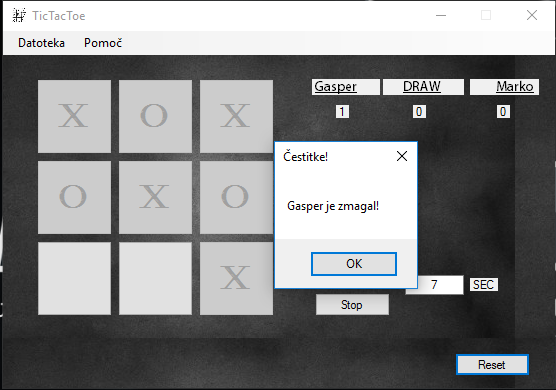 TicTacToe
Datoteka Pomoč
Gasper DRAW Marko
1 0 0
X O X
O X O
X
Čestitke!
Gasper je zmagal!
OK
7 SEC
Stop
Reset